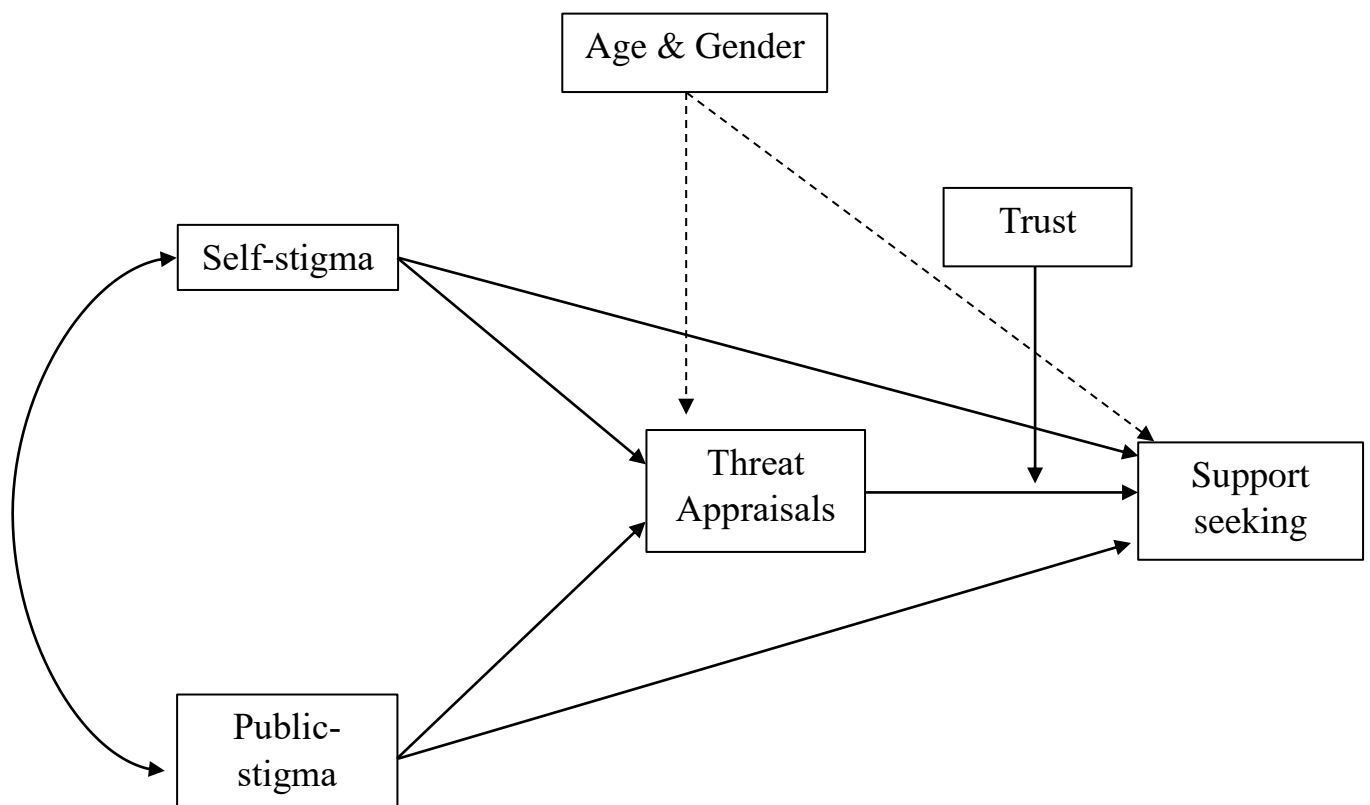 Age & Gender
Trust
Self-stigma
Threat
Appraisals
Support
seeking
Public-
stigma